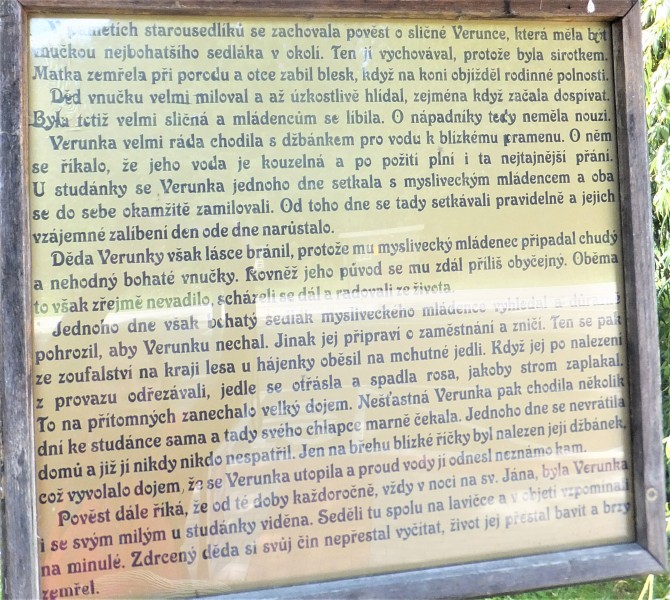 pamětích starousedlíků se zachovala pověst o sličné Verunce, která měla být
vnučkou nejbohatšího sedláka v okolí. Ten ji vychovával, protože byla sirotkem.
Matka zemřela při porodu a otce zabil blesk, když na koni objížděl rodinné polnosti.
Děd vnučku velmi miloval a až úzkostlivě hlídal, zejména když začala dospívat.
Byla totiž velmi sličná a mládencům se líbila. O nápadníky tedy neměla nouzi.
Verunka velmi ráda chodila s džbánkem pro vodu k blízkému pramenu. O něm
se říkalo, že jeho voda je kouzelná a po požití plní i ta nejtajnější přání.
U studánky se Verunka jednoho dne setkala s mysliveckým mládencem a oba
se do sebe okamžitě zamilovali. Od toho dne se tady setkávali pravidelně a jejich
vzájemné zalíbení den ode dne narůstalo.
Děda Verunky však lásce bránil, protože mu myslivecký mládenec připadal chudý
a nehodný bohaté vnučky. Rovněž jeho původ se mu zdál příliš obyčejný. Oběma
to však zřejmě nevadilo, scházeli se dál a radovali ze života.
Jednoho dne však bohatý sedlák mysliveckého mládence vyhledal a důrazně
pohrozil, aby Verunku nechal. Jinak jej připraví o zaměstnání a zničí. Ten se pak
ze zoufalství na kraji lesa u hájenky oběsil na mohutné jedli. Když jej po nalezení
z provazu odřezávali, jedle se otřásla a spadla rosa, jakoby strom zaplakal.
To na přítomných zanechalo velký dojem. Nešťastná Verunka pak chodila několik
dní ke studánce sama a tady svého chlapce marně čekala. Jednoho dne se nevrátila
domů a již ji nikdy nikdo nespatřil. Jen na břehu blízké říčky byl nalezen její džbánek,
což vyvolalo dojem, že se Verunka utopila a proud vody ji odnesl neznámo kam.
Pověst dále říká, že od té doby každoročně, vždy v noci na sv. Jána, byla Verunka
i se svým milým u studánky viděna. Seděli tu spolu na lavičce a v objetí vzpomínali
na minulé. Zdrcený děda si svůj čin nepřestal vyčítat, život jej přestal bavit a brzy
zemřel.